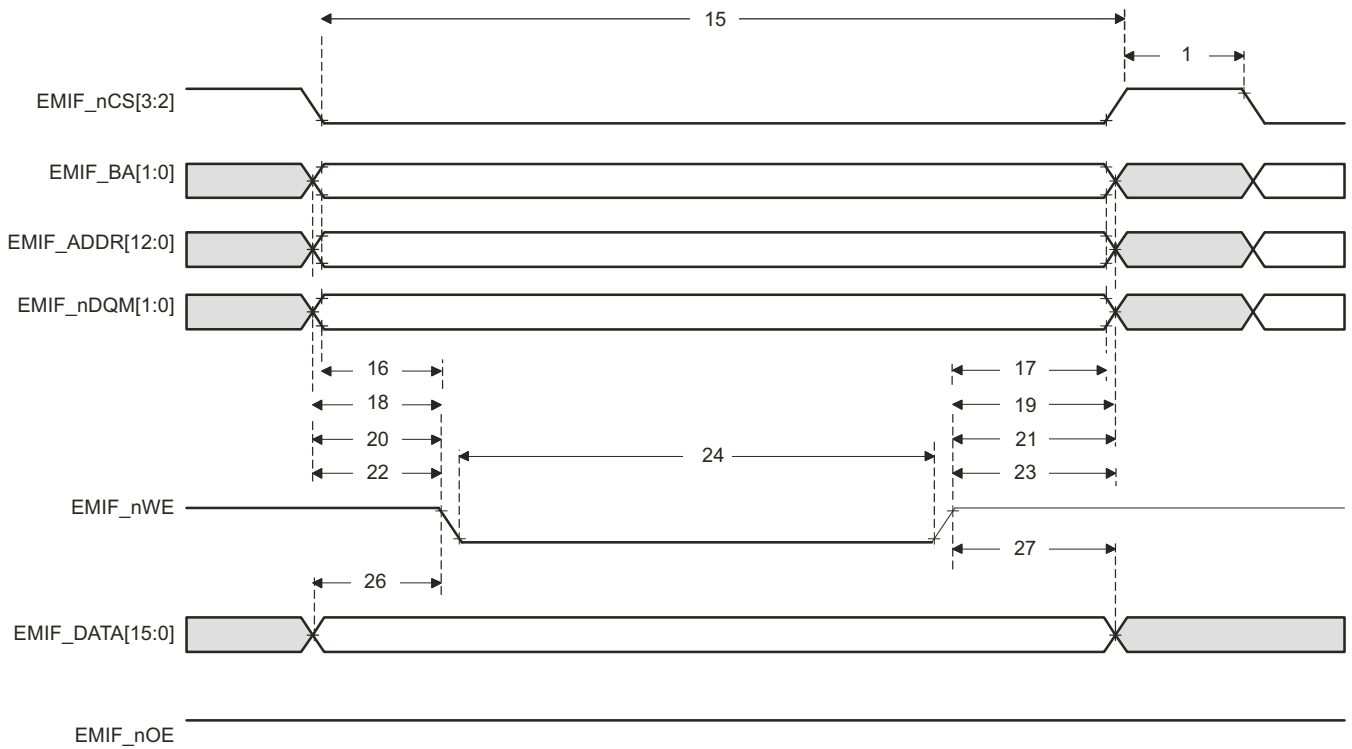 15
1
EMIF_nCS[3:2]
EMIF_BA[1:0]
EMIF_ADDR[12:0]
EMIF_nDQM[1:0]
16 17
18 19
20 21
24
22 23
EMIF_nWE
27
26
EMIF_DATA[15:0]
EMIF_nOE